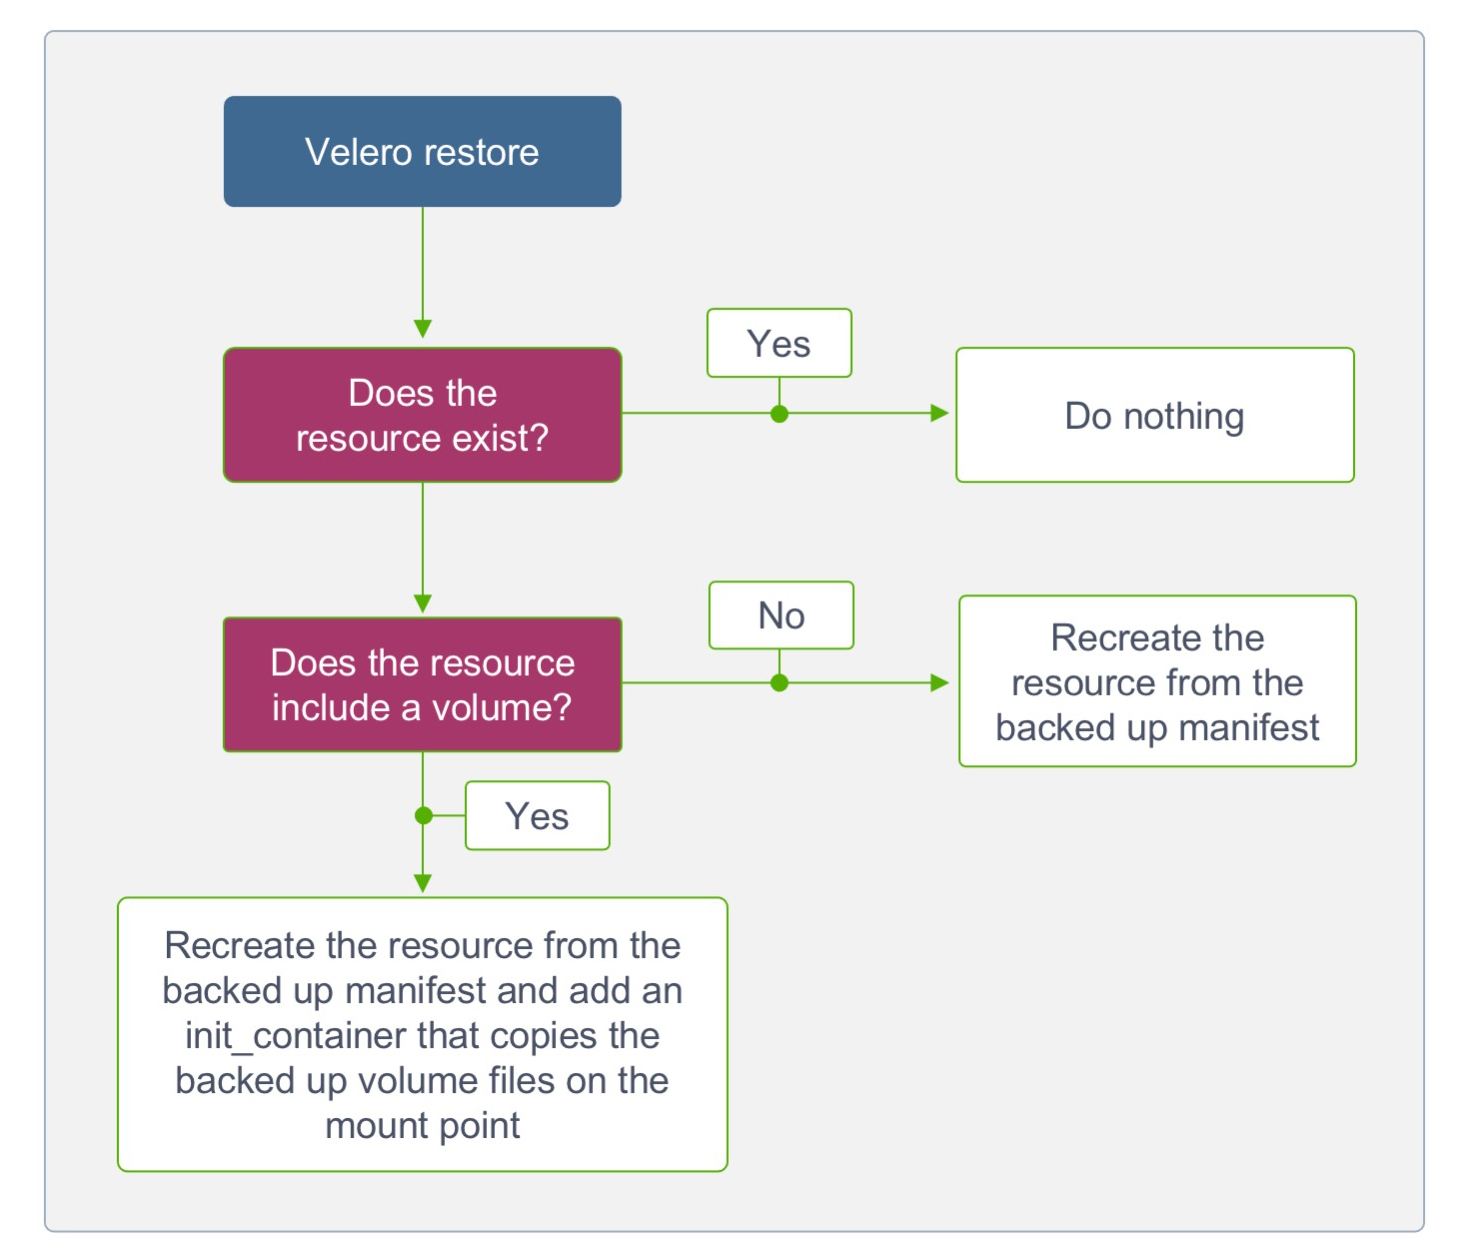 Velero restore
Does the
resource exist?
Yes
Do nothing
Does the resource
include a volume?
No
Recreate the
resource from the
backed up manifest
Yes
Recreate the resource from the
backed up manifest and add an
init_container that copies the
backed up volume files on the
mount point